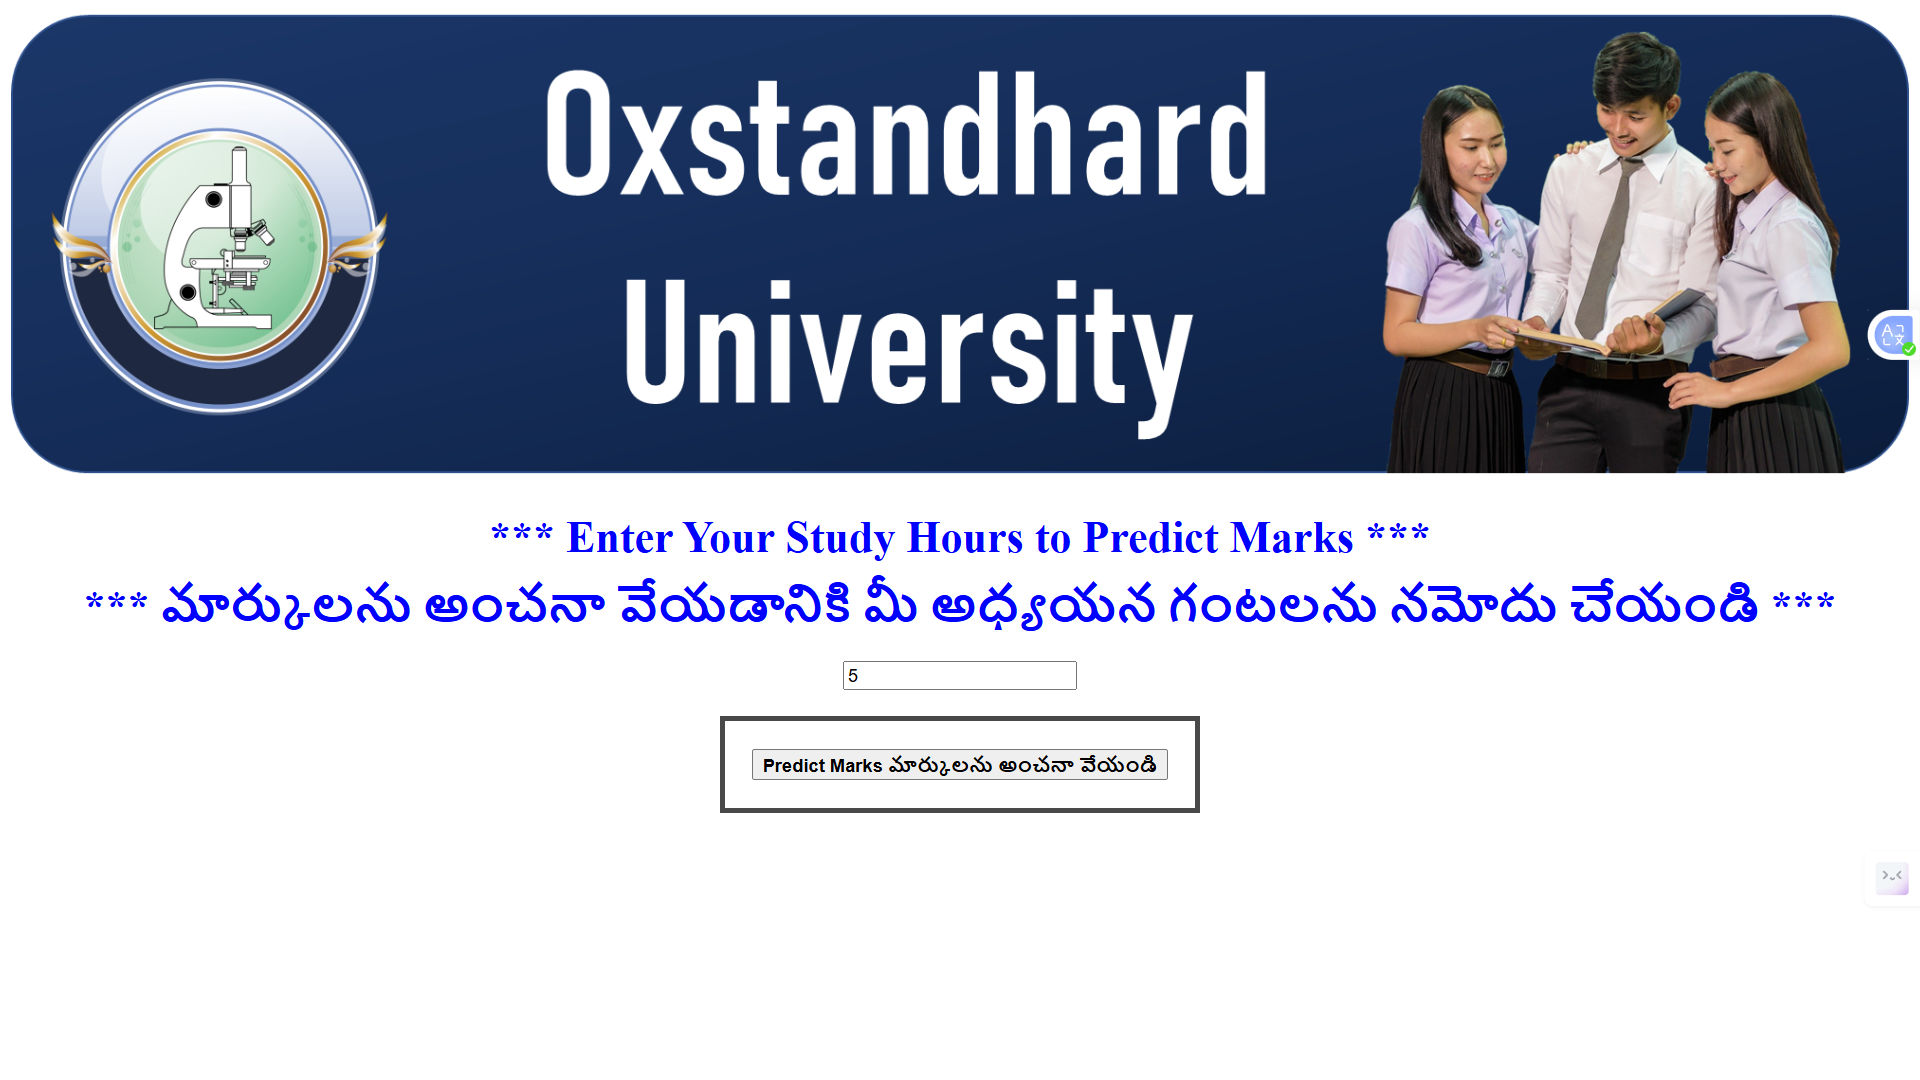 Oxstandhard
University
*** Enter Your Study Hours to Predict Marks ***
*** మార్కులను అంచనా వేయడానికి మీ అధ్యయన గంటలను నమోదు చేయండి ***
5
Predict Marks మార్కులను అంచనా వేయండి